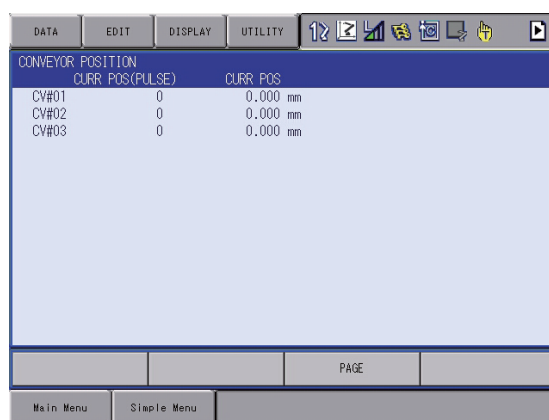 DATA EDIT DISPLAY UTILITY
CONVEYOR POSITION
CURR POS(PULSE) CURR POS
CV#01 0 0.000 mm
CV#02 0 0.000 mm
CV#03 0 0.000 mm
PAGE
Main Menu Simple Menu